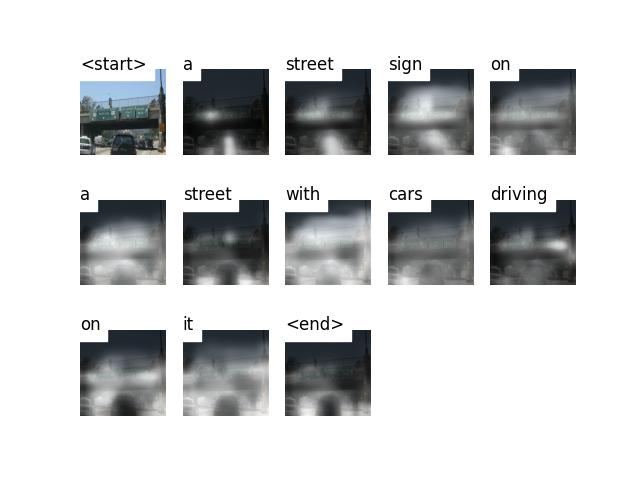 <start> a street sign on
a street with cars driving
on it <end>